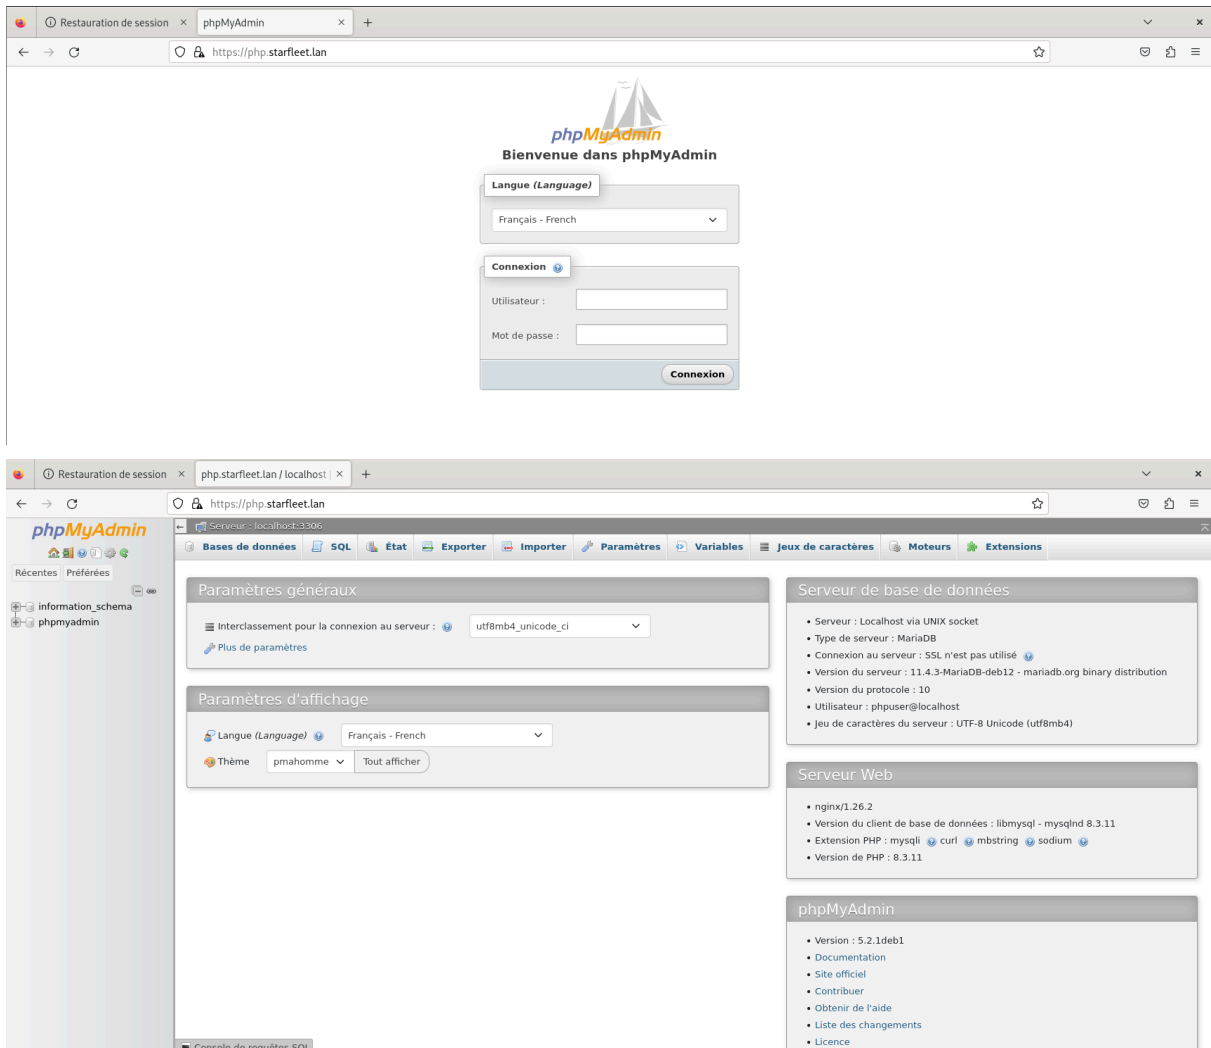 Restauration de session
phpMyAdmin
https://php.starfleet.lan
phpMyAdmin
Bienvenue dans phpMyAdmin
Langue (Language)
Français - French
Connexion
Utilisateur :
Mot de passe :
Connexion
Restauration de session
php.starfleet.lan / localhost |
https://php.starfleet.lan
phpMyAdmin
Récentes Préférées
information_schema
phpmyadmin
Serveur : localhost:3306
Bases de données SQL État Exporter Importer Paramètres Variables Jeux de caractères Moteurs Extensions
Paramètres généraux
Interclassement pour la connexion au serveur : utf8mb4_unicode_ci
Plus de paramètres
Paramètres d'affichage
Langue (Language) Français - French
Thème pmahomme Tout afficher
Serveur de base de données
• Serveur : Localhost via UNIX socket
• Type de serveur : MariaDB
• Connexion au serveur : SSL n'est pas utilisé
• Version du serveur : 11.4.3-MariaDB-deb12 - mariadb.org binary distribution
• Version du protocole : 10
• Utilisateur : phpuser@localhost
• Jeu de caractères du serveur : UTF-8 Unicode (utf8mb4)
Serveur Web
• nginx/1.26.2
• Version du client de base de données : libmysql - mysqlnd 8.3.11
• Extension PHP : mysqli curl mbstring sodium
• Version de PHP : 8.3.11
phpMyAdmin
• Version : 5.2.1deb1
• Documentation
• Site officiel
• Contribuer
• Obtenir de l'aide
• Liste des changements
• Licence
Console de requêtes SQL